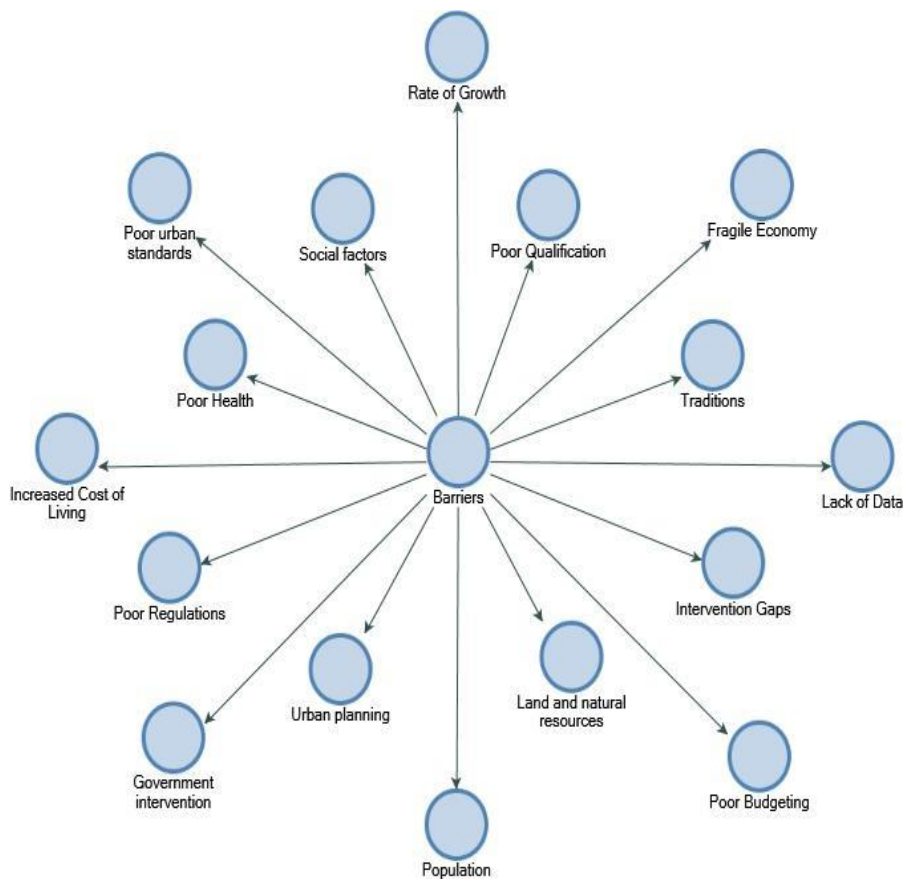 Rate of Growth
Poor urban
standards
Social factors
Poor Qualification
Fragile Economy
Poor Health
Traditions
Increased Cost of
Living
Barriers
Lack of Data
Poor Regulations
Intervention Gaps
Urban planning
Land and natural
resources
Government
intervention
Poor Budgeting
Population